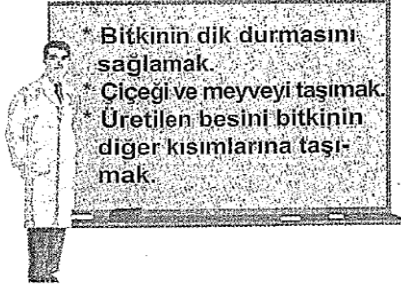 * Bitkinin dik durmasını
sağlamak.
* Çiçeği ve meyveyi taşımak.
* Üretilen besini bitkinin
diğer kısımlarına taşı-
mak.